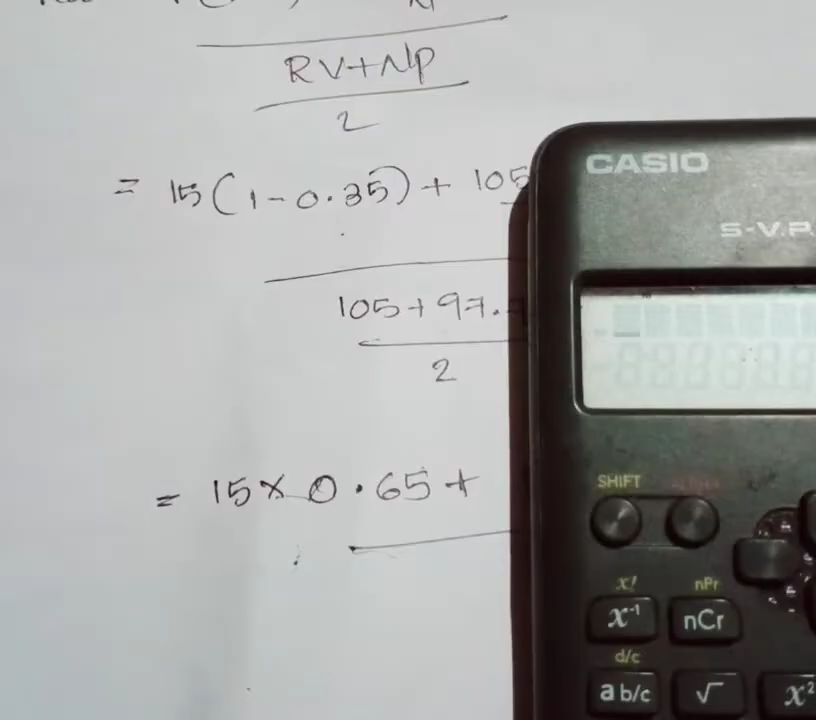 RV+NP
2
= 15(1-0.35)+ 105
105+97.
2
= 15×0.65+
CASIO
S-V.P.
SHIFT
x! nPr
x⁻¹ nCr
d/c
a b/c √ x²